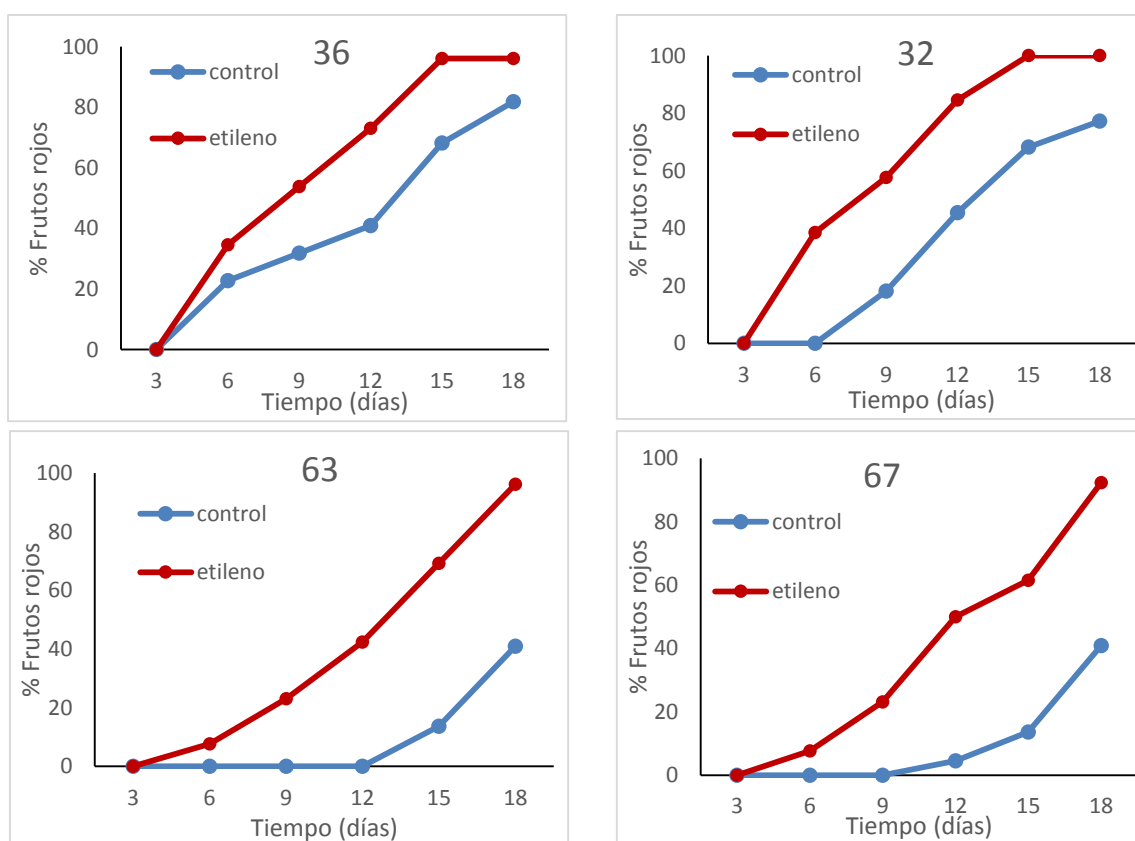 36
100
80
60
40
20
0
% Frutos rojos
control
etileno
3 6 9 12 15 18
Tiempo (días)
32
100
80
60
40
20
0
% Frutos rojos
control
etileno
3 6 9 12 15 18
Tiempo (días)
63
100
80
60
40
20
0
% Frutos rojos
control
etileno
3 6 9 12 15 18
Tiempo (días)
67
100
80
60
40
20
0
% Frutos rojos
control
etileno
3 6 9 12 15 18
Tiempo (días)